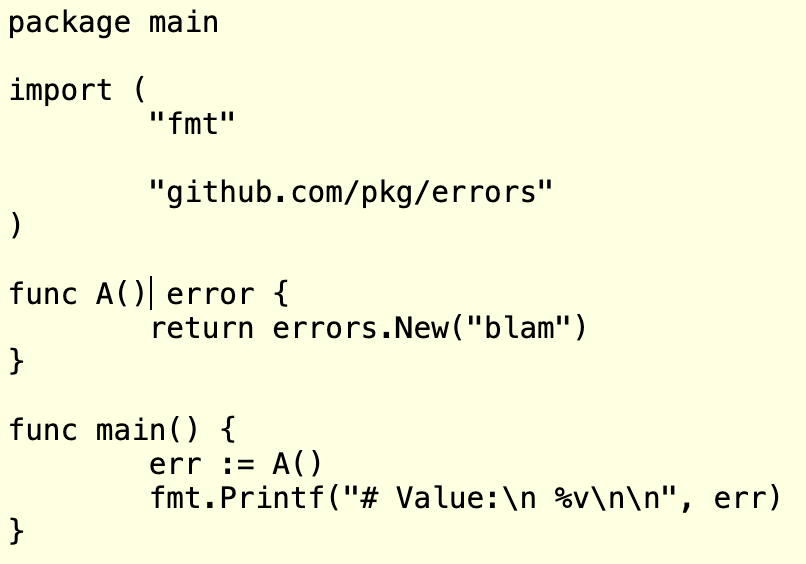 package main
import (
"fmt"
"github.com/pkg/errors"
)
func A() error {
return errors.New("blam")
}
func main() {
err := A()
fmt.Printf("# Value:\n %v\n\n", err)
}